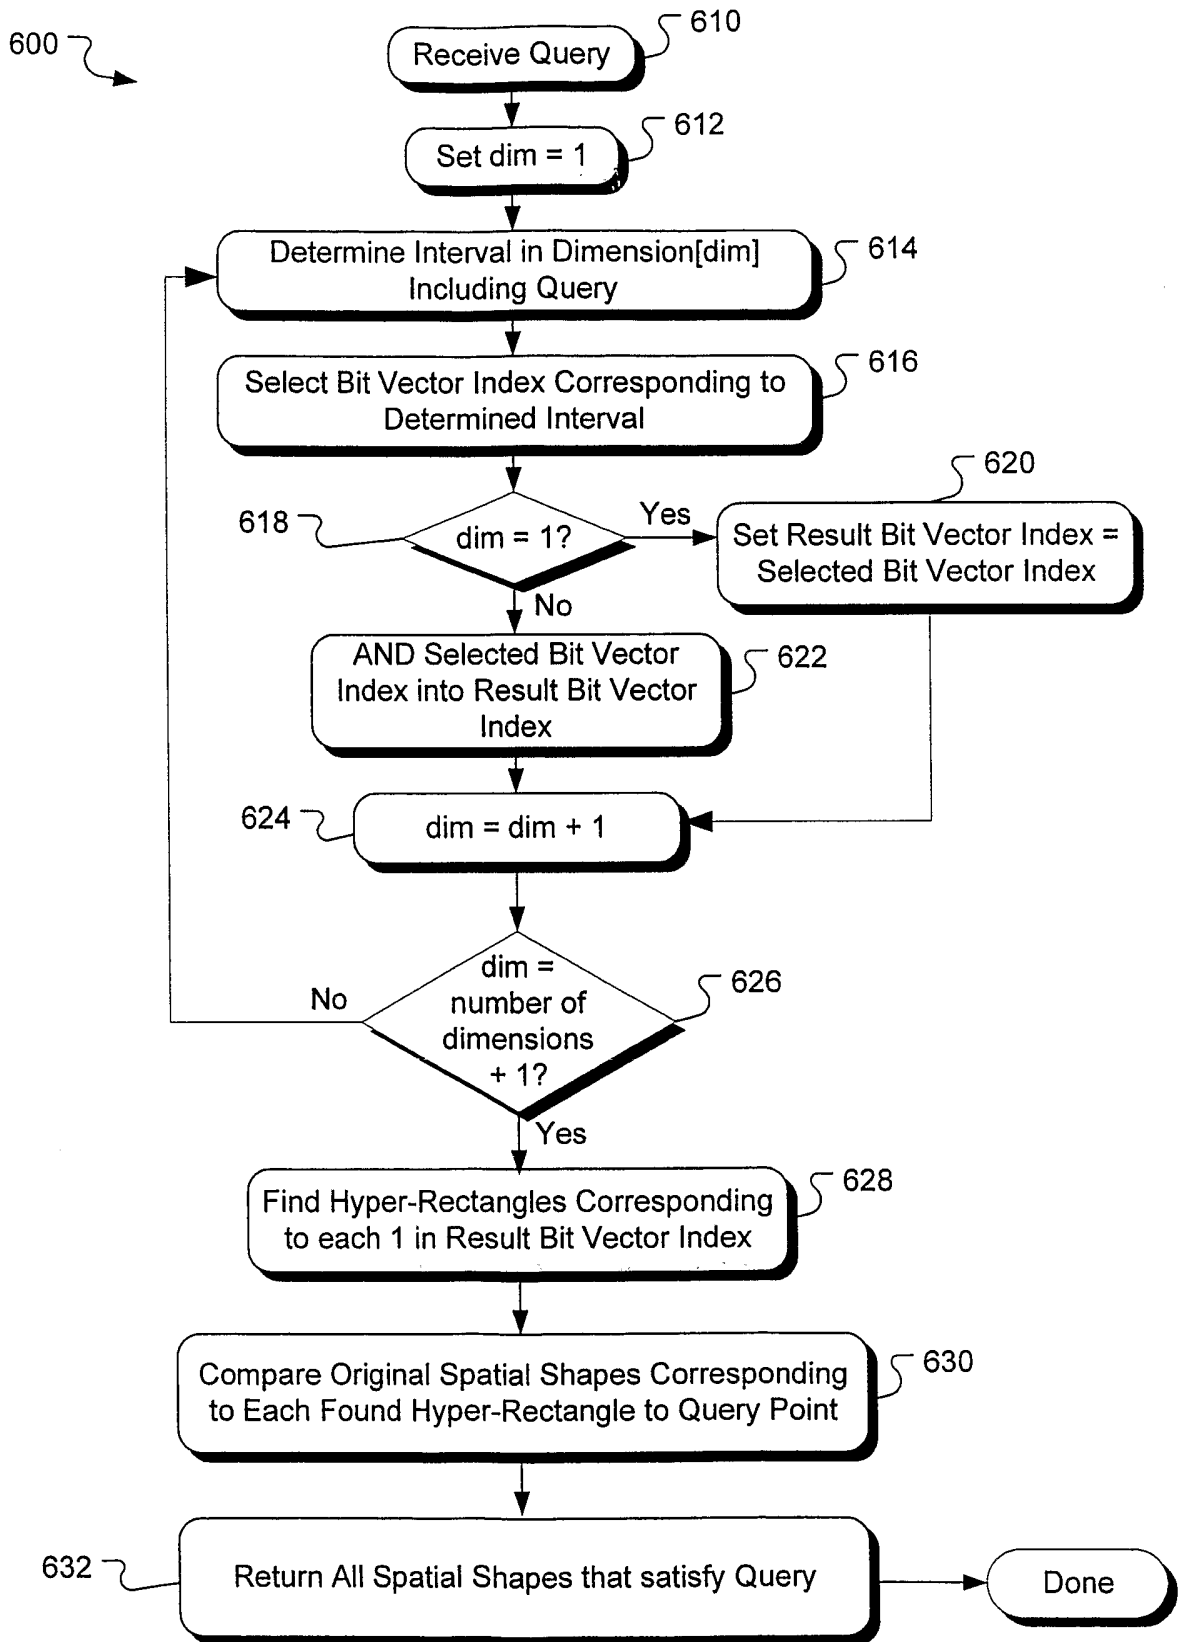 600
610
Receive Query
612
Set dim = 1
614
Determine Interval in Dimension[dim]
Including Query
616
Select Bit Vector Index Corresponding to
Determined Interval
618
dim = 1?
Yes
No
620
Set Result Bit Vector Index =
Selected Bit Vector Index
622
AND Selected Bit Vector
Index into Result Bit Vector
Index
624
dim = dim + 1
626
dim =
number of
dimensions
+ 1?
No
Yes
628
Find Hyper-Rectangles Corresponding
to each 1 in Result Bit Vector Index
630
Compare Original Spatial Shapes Corresponding
to Each Found Hyper-Rectangle to Query Point
632
Return All Spatial Shapes that satisfy Query
Done